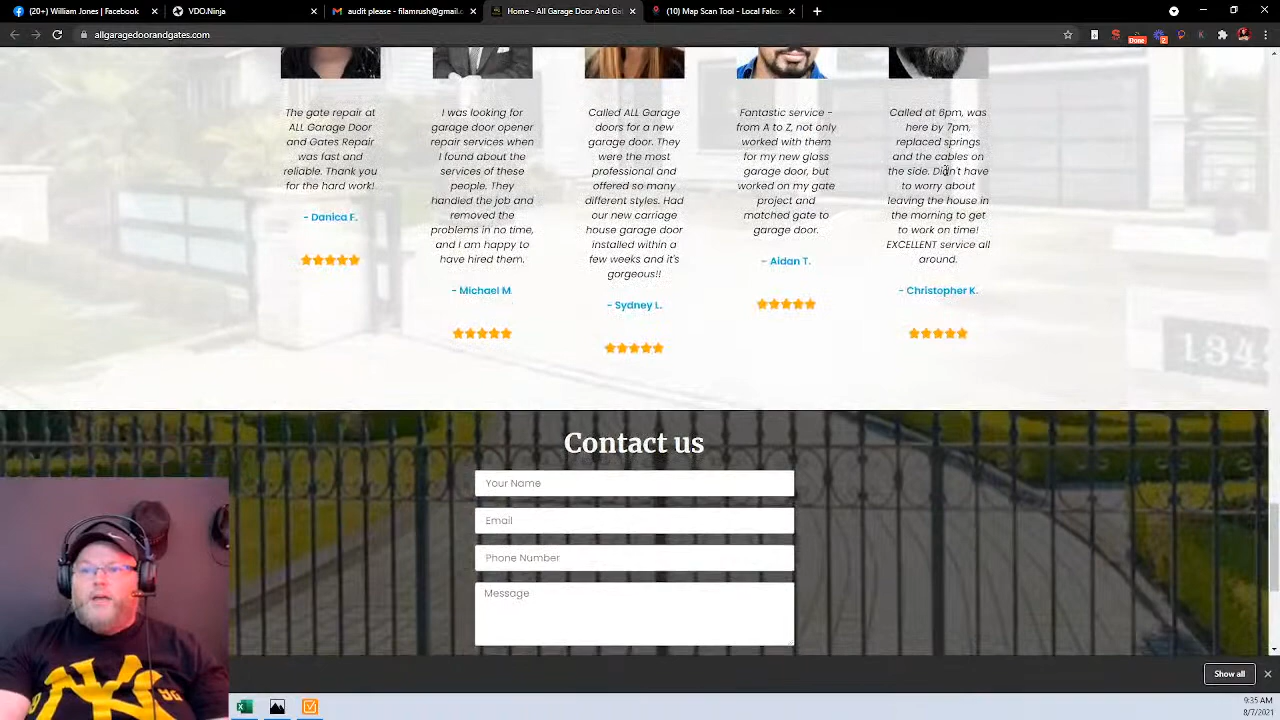 (20+) William Jones | Facebook
VDO.Ninja
audit please - filamrush@gmail.c
Home - All Garage Door And Gat
(10) Map Scan Tool - Local Falco
allgaragedoorandgates.com
Done
2
The gate repair at
ALL Garage Door
and Gates Repair
was fast and
reliable. Thank you
for the hard work!
- Danica F.
I was looking for
garage door opener
repair services when
I found about the
services of these
people. They
handled the job and
removed the
problems in no time,
and I am happy to
have hired them.
- Michael M.
Called ALL Garage
doors for a new
garage door. They
were the most
professional and
offered so many
different styles. Had
our new carriage
house garage door
installed within a
few weeks and it's
gorgeous!!
- Sydney L.
Fantastic service -
from A to Z, not only
worked with them
for my new glass
garage door, but
worked on my gate
project and
matched gate to
garage door.
- Aidan T.
Called at 6pm, was
here by 7pm,
replaced springs
and the cables on
the side. Didn't have
to worry about
leaving the house in
the morning to get
to work on time!
EXCELLENT service all
around.
- Christopher K.
Contact us
Your Name
Email
Phone Number
Message
Show all
9:35 AM
8/7/2021